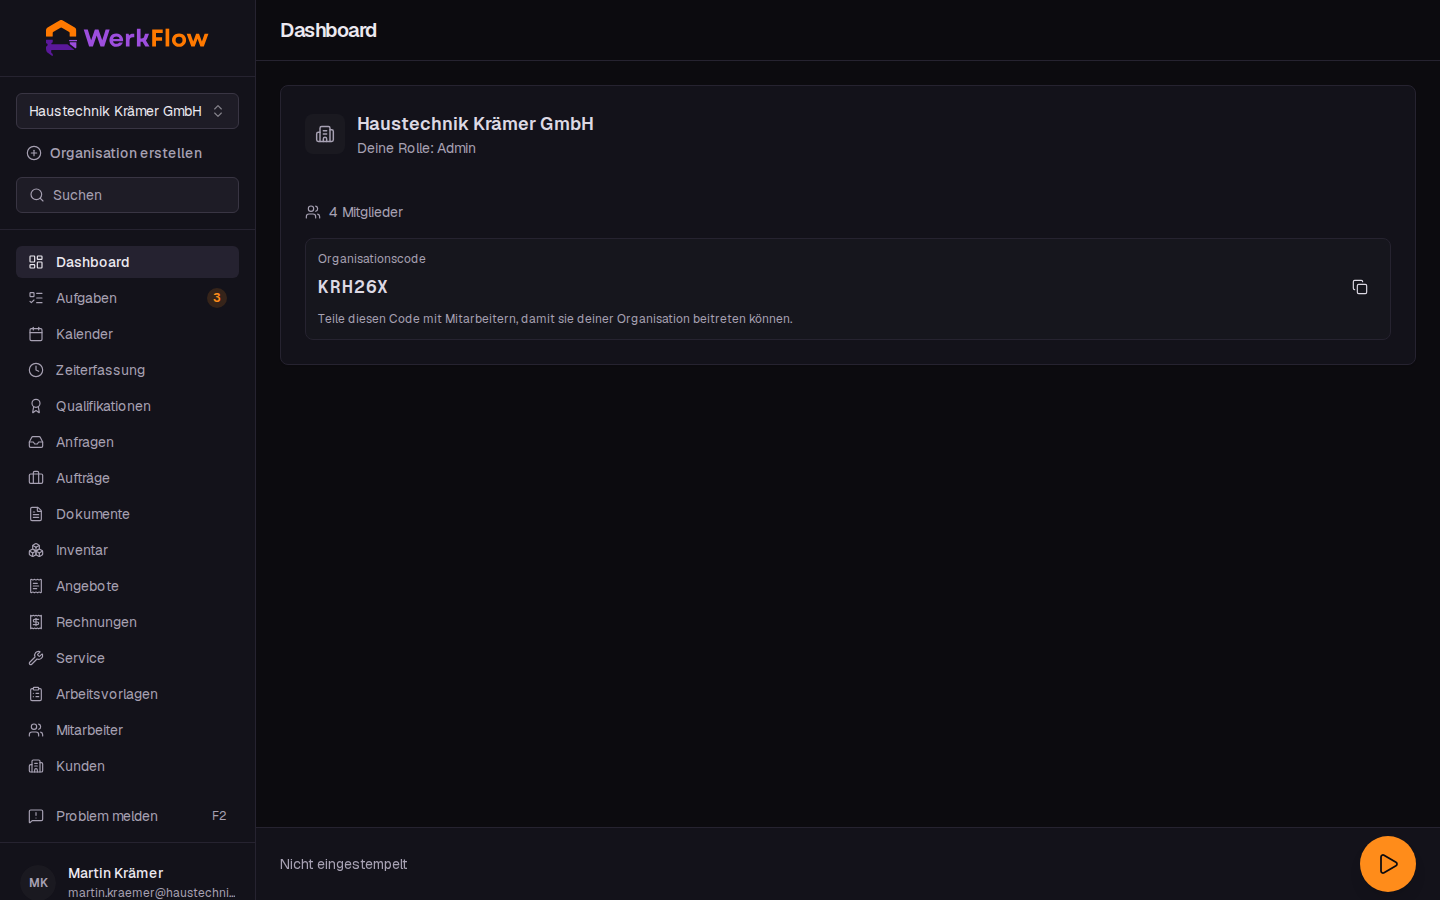 WerkFlow
Haustechnik Krämer GmbH
Organisation erstellen
Suchen
Dashboard
Aufgaben 3
Kalender
Zeiterfassung
Qualifikationen
Anfragen
Aufträge
Dokumente
Inventar
Angebote
Rechnungen
Service
Arbeitsvorlagen
Mitarbeiter
Kunden
Problem melden F2
MK
Martin Krämer
martin.kraemer@haustechni...
Dashboard
Haustechnik Krämer GmbH
Deine Rolle: Admin
4 Mitglieder
Organisationscode
KRH26X
Teile diesen Code mit Mitarbeitern, damit sie deiner Organisation beitreten können.
Nicht eingestempelt